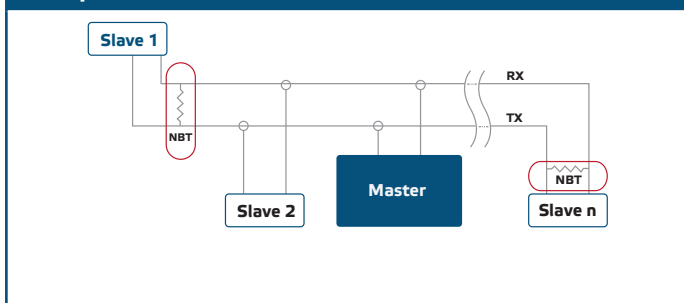 Slave 1
RX
TX
NBT
NBT
Master
Slave 2
Slave n